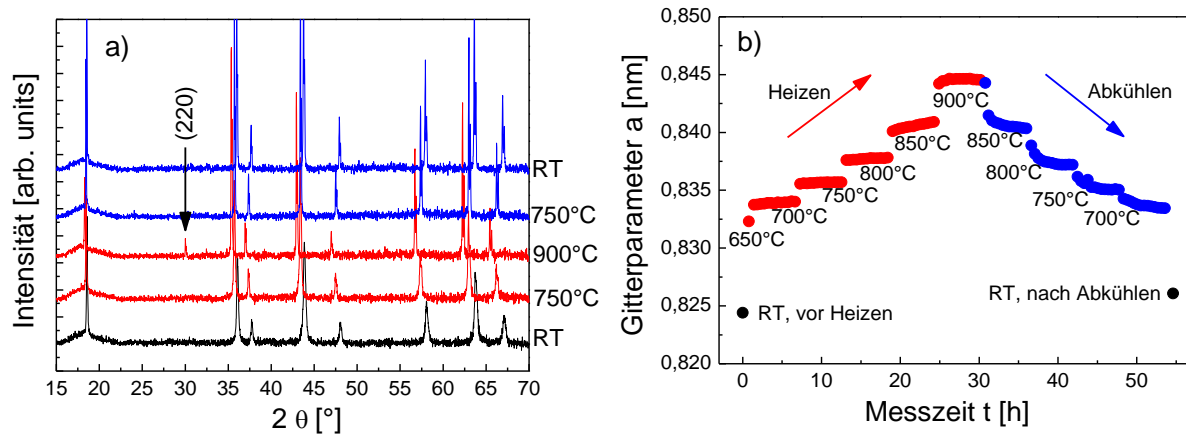 a)
Intensität [arb. units]
(220)
RT
750°C
900°C
750°C
RT
15 20 25 30 35 40 45 50 55 60 65 70
2 θ [°]
b)
Gitterparameter a [nm]
0,850
0,845
0,840
0,835
0,830
0,825
0,820
Heizen
Abkühlen
900°C
850°C
850°C
800°C
800°C
750°C
750°C
700°C
700°C
650°C
RT, nach Abkühlen
RT, vor Heizen
0 10 20 30 40 50
Messzeit t [h]